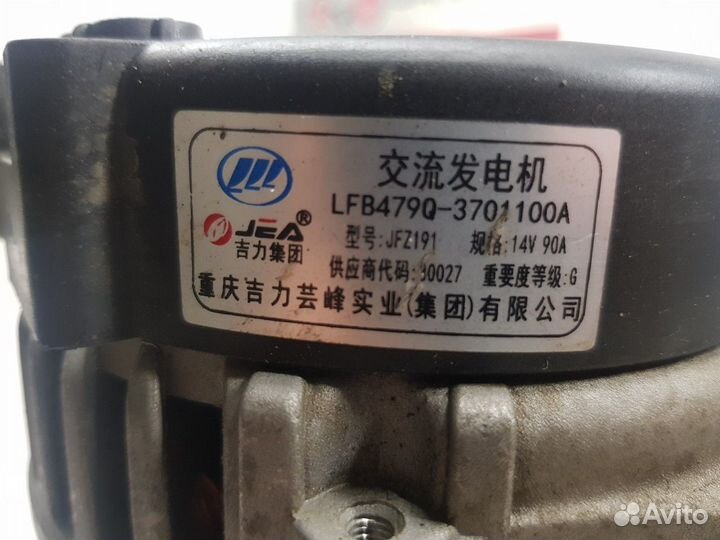 交流发电机
LFB479Q-3701100A
JEA®
吉力集团
型号:JFZ191 规格:14V 90A
供应商代码:30027 重要度等级:G
重庆吉力芸峰实业(集团)有限公司
Avito